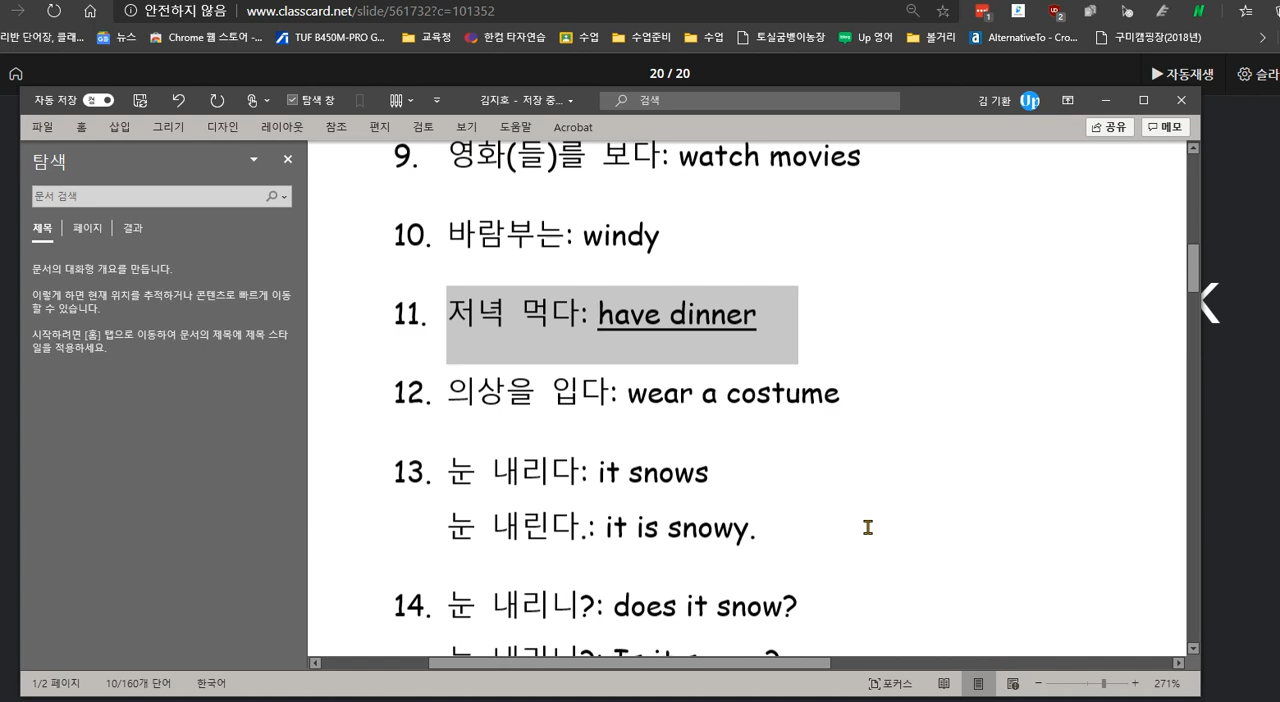 안전하지 않음 www.classcard.net/slide/561732?c=101352
1 2
리반 단어장, 클래... 뉴스 Chrome 웹 스토어 -... TUF B450M-PRO G... 교육청 한컴 타자연습 수업 수업준비 수업 토실굼벵이농장 Up 영어 볼거리 AlternativeTo - Cro... 구미캠핑장(2018년)
20 / 20 자동재생 슬라
자동 저장 탐색 창 김지호 - 저장 중... 검색 김 기환 Up
파일 홈 삽입 그리기 디자인 레이아웃 참조 편지 검토 보기 도움말 Acrobat 공유 메모
탐색
문서 검색
제목 페이지 결과
문서의 대화형 개요를 만듭니다.
이렇게 하면 현재 위치를 추적하거나 콘텐츠로 빠르게 이동
할 수 있습니다.
시작하려면 [홈] 탭으로 이동하여 문서의 제목에 제목 스타
일을 적용하세요.
9. 영화(들)를 보다: watch movies
10. 바람부는: windy
11. 저녁 먹다: have dinner
12. 의상을 입다: wear a costume
13. 눈 내리다: it snows
눈 내린다.: it is snowy.
14. 눈 내리니?: does it snow?
1/2 페이지 10/160개 단어 한국어 포커스 271%